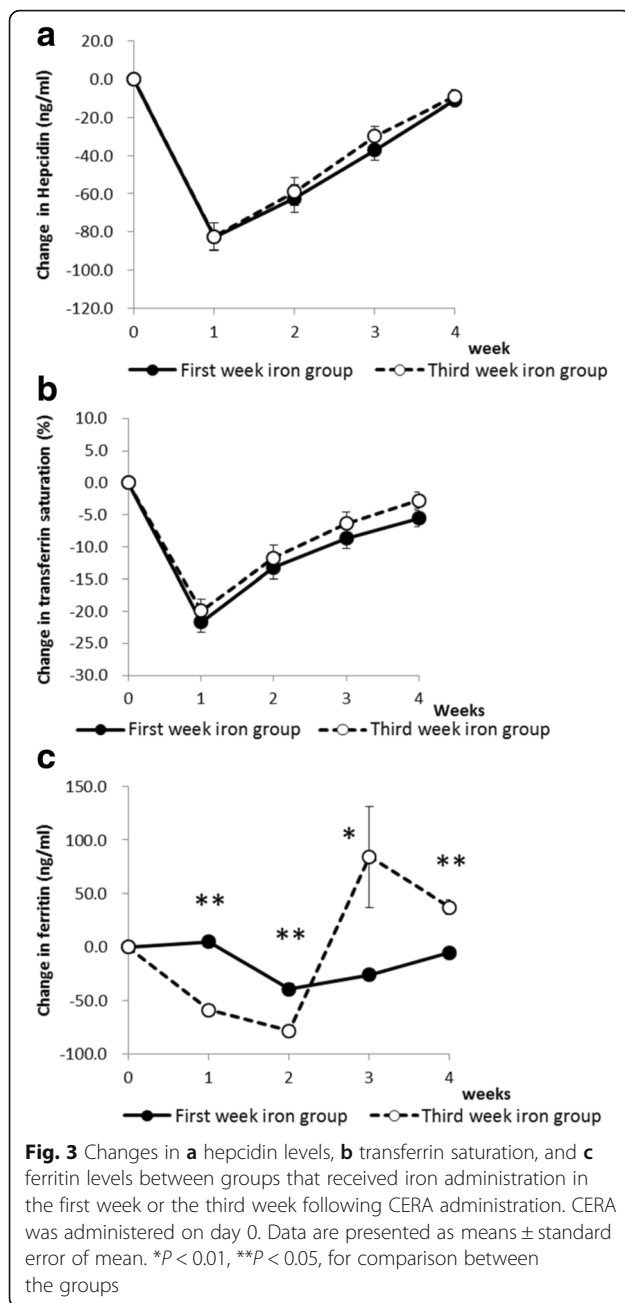 a
20.0
0.0
-20.0
-40.0
-60.0
-80.0
-100.0
-120.0
Change in Hepcidin (ng/ml)
0 1 2 3 4
week
First week iron group Third week iron group
b
10.0
5.0
0.0
-5.0
-10.0
-15.0
-20.0
-25.0
-30.0
Change in transferrin saturation (%)
0 1 2 3 4
Weeks
First week iron group Third week iron group
c
150.0
100.0
50.0
0.0
-50.0
-100.0
Change in ferritin (ng/ml)
** ** * **
0 1 2 3 4
weeks
First week iron group Third week iron group
Fig. 3 Changes in a hepcidin levels, b transferrin saturation, and c
ferritin levels between groups that received iron administration in
the first week or the third week following CERA administration. CERA
was administered on day 0. Data are presented as means ± standard
error of mean. *P < 0.01, **P < 0.05, for comparison between
the groups